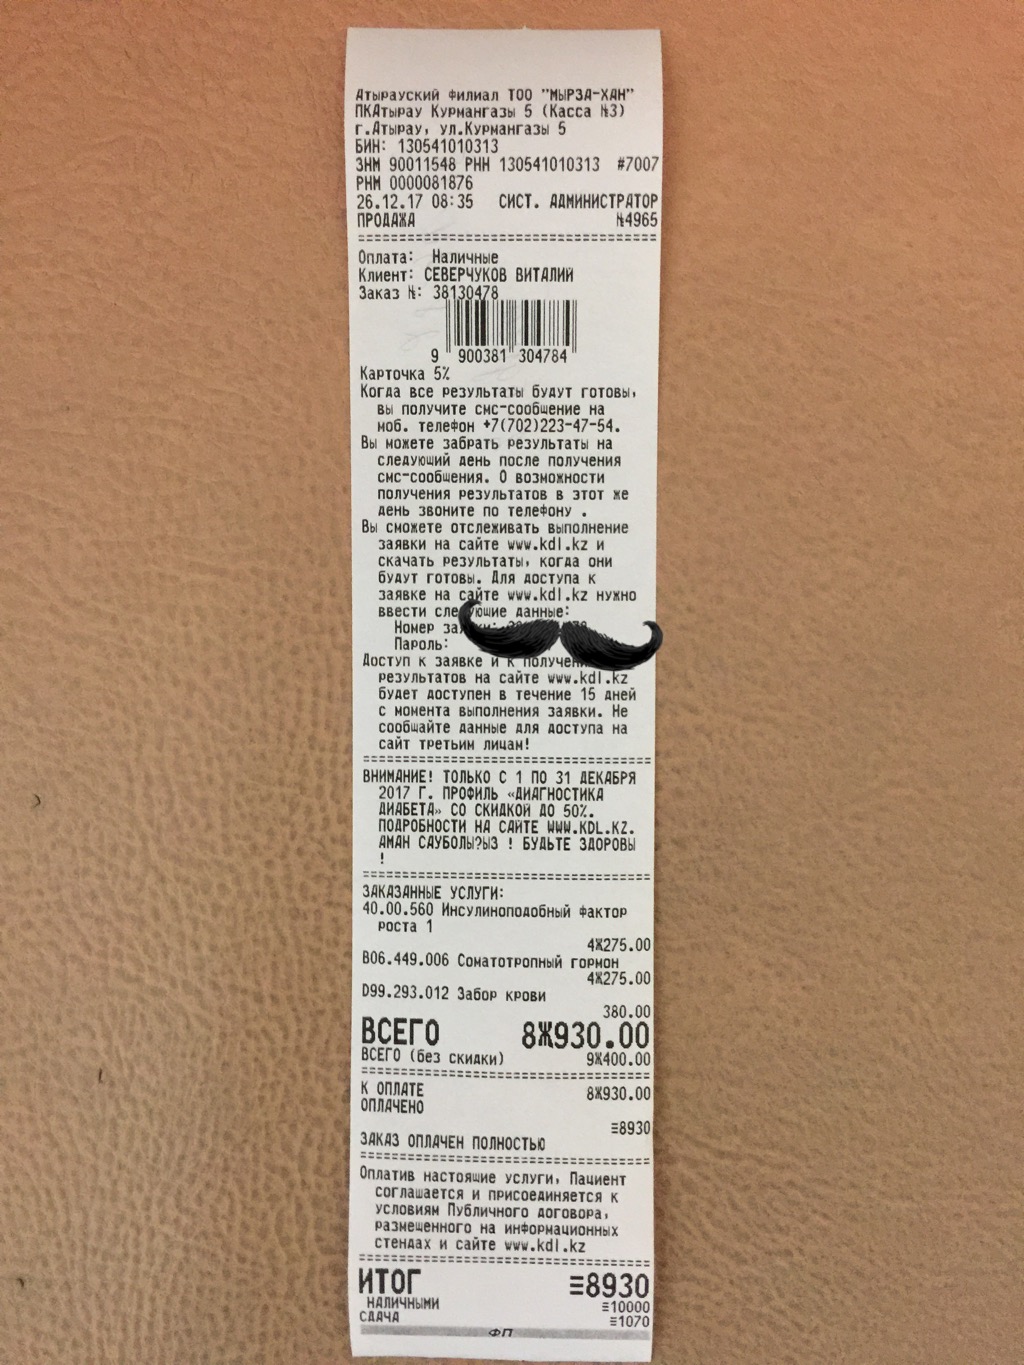 Атырауский филиал ТОО "МЫРЗА-ХАН"
ПКАтырау Курмангазы 5 (Касса №3)
г.Атырау, ул.Курмангазы 5
БИН: 130541010313
ЗНМ 90011548 РНН 130541010313 #7007
РНМ 0000081876
26.12.17 08:35 СИСТ. АДМИНИСТРАТОР
ПРОДАЖА №4965
Оплата: Наличные
Клиент: СЕВЕРЧУКОВ ВИТАЛИЙ
Заказ №: 38130478
9 900381 304784
Карточка 5%
Когда все результаты будут готовы,
вы получите смс-сообщение на
моб. телефон +7(702)223-47-54.
Вы можете забрать результаты на
следующий день после получения
смс-сообщения. О возможности
получения результатов в этот же
день звоните по телефону .
Вы сможете отслеживать выполнение
заявки на сайте www.kdl.kz и
скачать результаты, когда они
будут готовы. Для доступа к
заявке на сайте www.kdl.kz нужно
ввести следующие данные:
Номер
Пароль:
Доступ к заявке и к
результатов на сайте www.kdl.kz
будет доступен в течение 15 дней
с момента выполнения заявки. Не
сообщайте данные для доступа на
сайт третьим лицам!
ВНИМАНИЕ! ТОЛЬКО С 1 ПО 31 ДЕКАБРЯ
2017 Г. ПРОФИЛЬ «ДИАГНОСТИКА
ДИАБЕТА» СО СКИДКОЙ ДО 50%.
ПОДРОБНОСТИ НА САЙТЕ WWW.KDL.KZ.
АМАН САУБОЛЫ?ЫЗ ! БУДЬТЕ ЗДОРОВЫ
!
ЗАКАЗАННЫЕ УСЛУГИ:
40.00.560 Инсулиноподобный фактор
роста 1
4Ж275.00
B06.449.006 Соматотропный гормон
4Ж275.00
D99.293.012 Забор крови
380.00
ВСЕГО 8Ж930.00
ВСЕГО (без скидки) 9Ж400.00
К ОПЛАТЕ 8Ж930.00
ОПЛАЧЕНО
≡8930
ЗАКАЗ ОПЛАЧЕН ПОЛНОСТЬЮ
Оплатив настоящие услуги, Пациент
соглашается и присоединяется к
условиям Публичного договора,
размещенного на информационных
стендах и сайте www.kdl.kz
ИТОГ ≡8930
НАЛИЧНЫМИ ≡10000
СДАЧА ≡1070
ФП